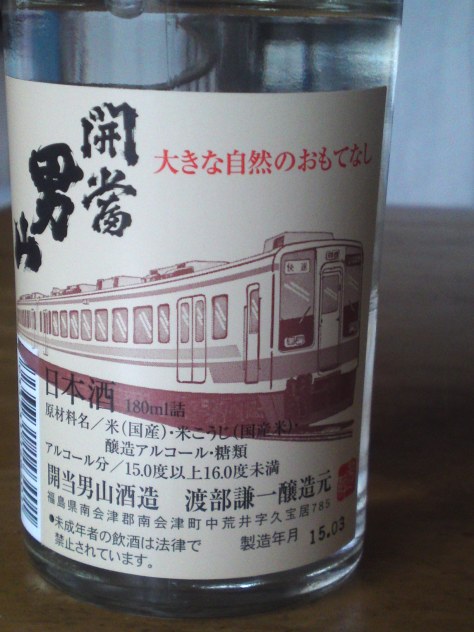 開當男山
大きな自然のおもてなし
快速
日本酒 180ml詰
原材料名／米(国産)・米こうじ(国産米)・
醸造アルコール・糖類
アルコール分／15.0度以上16.0度未満
開当男山酒造 渡部謙一醸造元
福島県南会津郡南会津町中荒井字久宝居785
●未成年者の飲酒は法律で
禁止されています。
製造年月 15.03